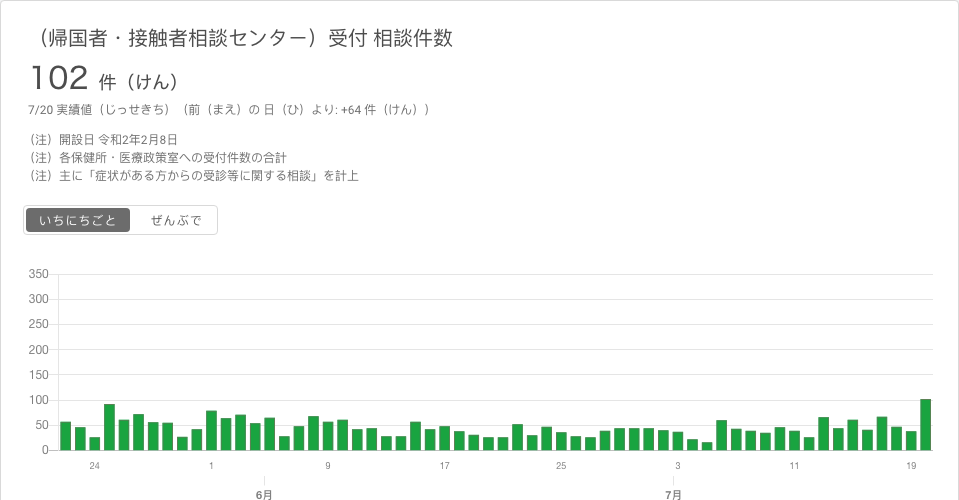 （帰国者・接触者相談センター）受付 相談件数
102 件（けん）
7/20 実績値（じっせきち）（前（まえ）の 日（ひ）より: +64 件（けん））
（注）開設日 令和2年2月8日
（注）各保健所・医療政策室への受付件数の合計
（注）主に「症状がある方からの受診等に関する相談」を計上
いちにちごと ぜんぶで
350
300
250
200
150
100
50
0
24 1 9 17 25 3 11 19
6月 7月